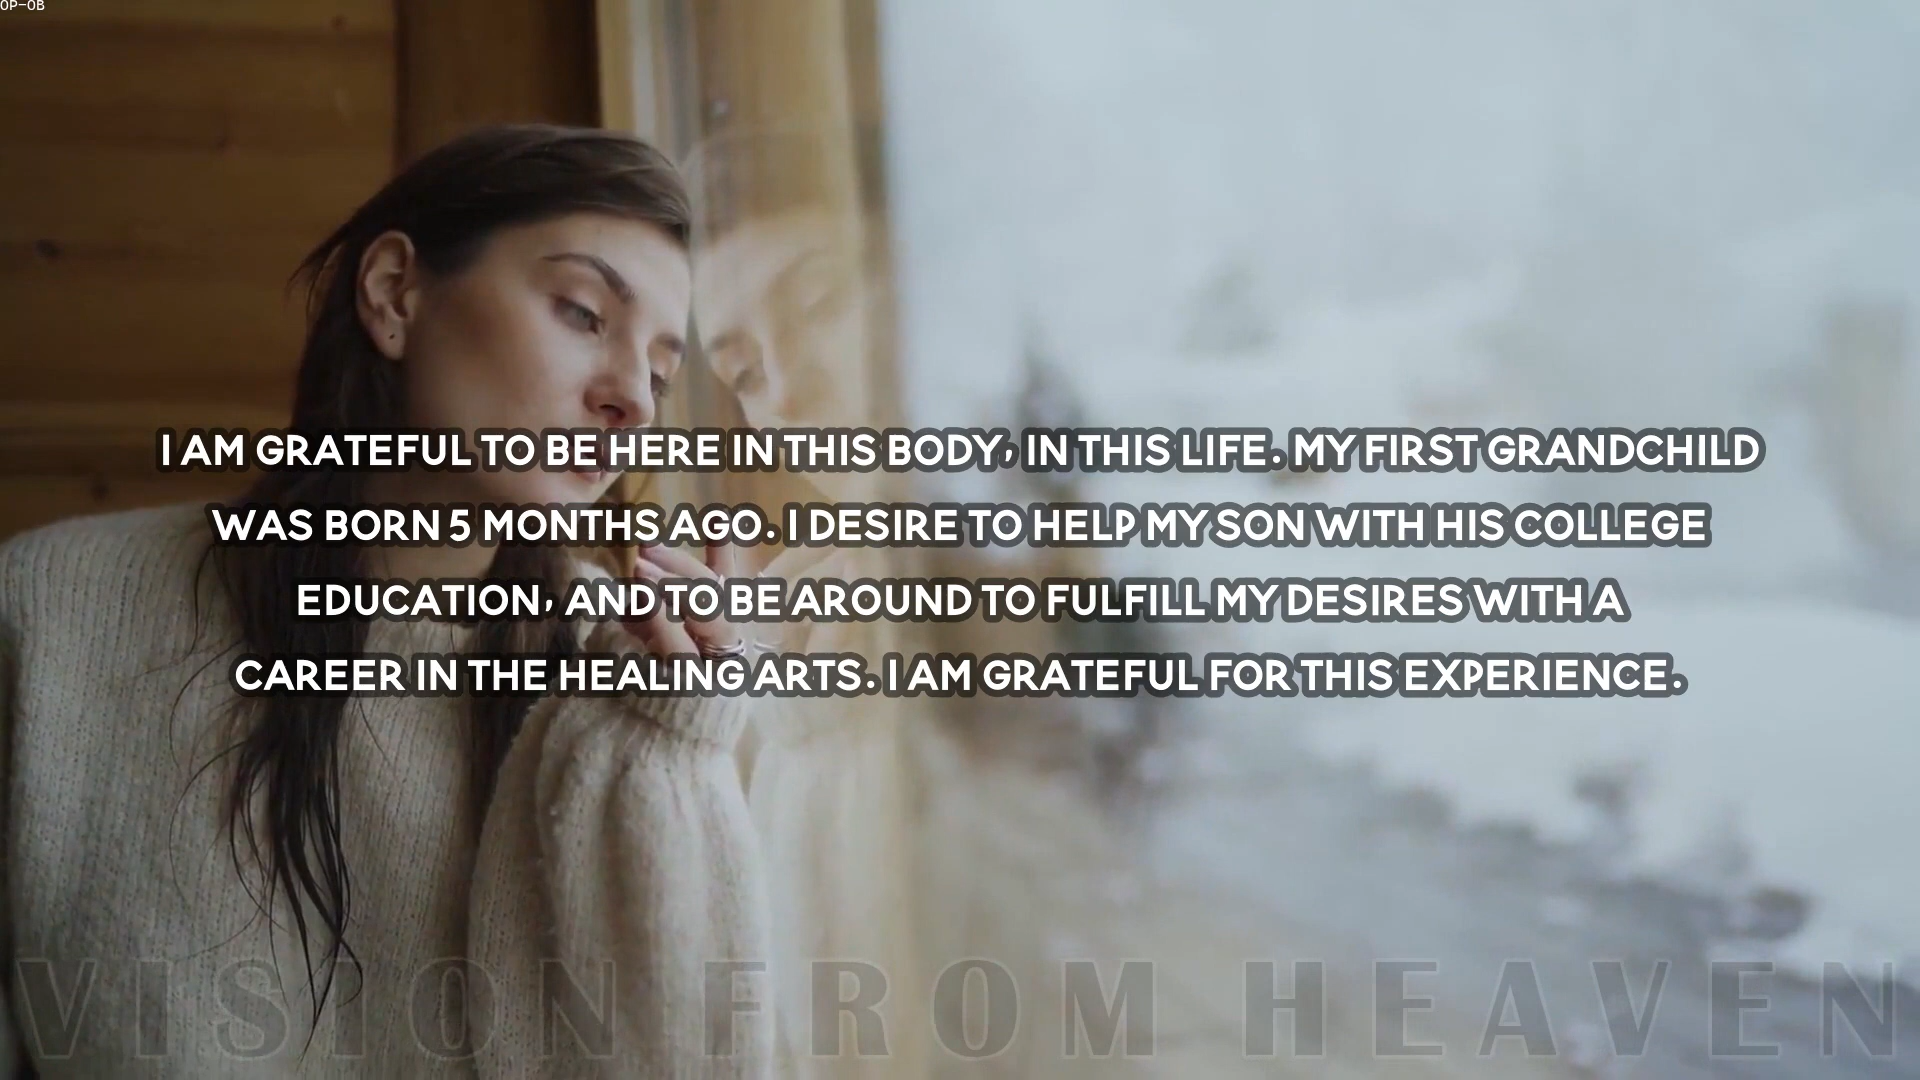 OP-OB
I AM GRATEFUL TO BE HERE IN THIS BODY, IN THIS LIFE. MY FIRST GRANDCHILD
WAS BORN 5 MONTHS AGO. I DESIRE TO HELP MY SON WITH HIS COLLEGE
EDUCATION, AND TO BE AROUND TO FULFILL MY DESIRES WITH A
CAREER IN THE HEALING ARTS. I AM GRATEFUL FOR THIS EXPERIENCE.
VISION FROM HEAVEN